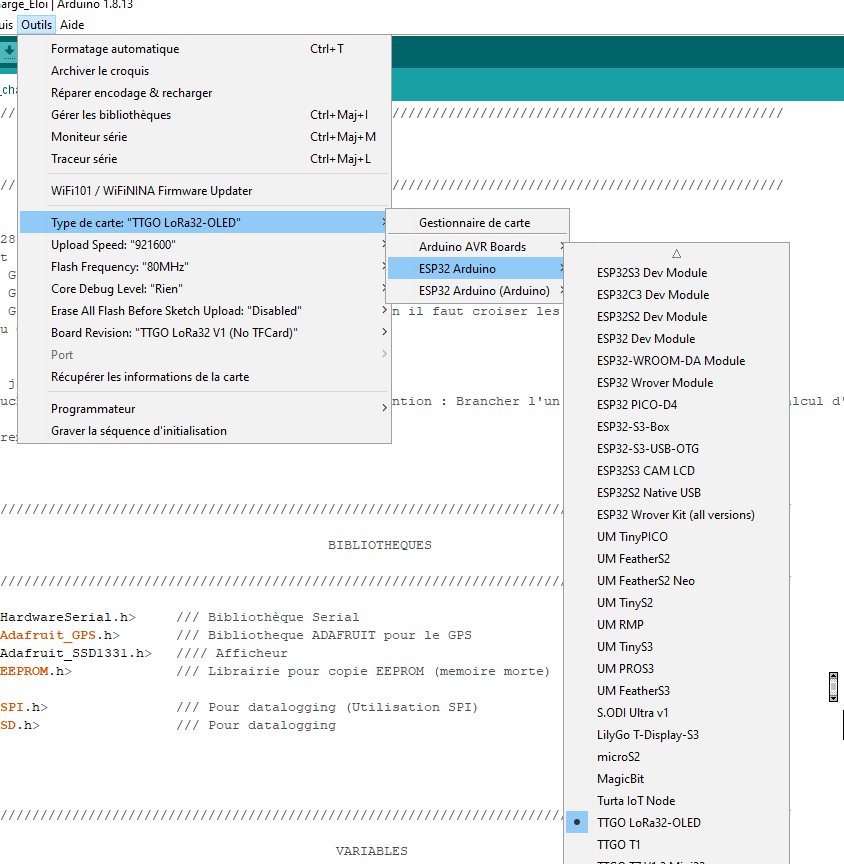 arge_Eloi | Arduino 1.8.13
uis Outils Aide
Formatage automatique Ctrl+T
Archiver le croquis
Réparer encodage & recharger
Gérer les bibliothèques Ctrl+Maj+I
Moniteur série Ctrl+Maj+M
Traceur série Ctrl+Maj+L
WiFi101 / WiFiNINA Firmware Updater
Type de carte: "TTGO LoRa32-OLED"
Upload Speed: "921600"
Flash Frequency: "80MHz"
Core Debug Level: "Rien"
Erase All Flash Before Sketch Upload: "Disabled"
Board Revision: "TTGO LoRa32 V1 (No TFCard)"
Port
Récupérer les informations de la carte
Programmateur
Graver la séquence d'initialisation
Gestionnaire de carte
Arduino AVR Boards
ESP32 Arduino
ESP32 Arduino (Arduino)
ESP32S3 Dev Module
ESP32C3 Dev Module
ESP32S2 Dev Module
ESP32 Dev Module
ESP32-WROOM-DA Module
ESP32 Wrover Module
ESP32 PICO-D4
ESP32-S3-Box
ESP32-S3-USB-OTG
ESP32S3 CAM LCD
ESP32S2 Native USB
ESP32 Wrover Kit (all versions)
UM TinyPICO
UM FeatherS2
UM FeatherS2 Neo
UM TinyS2
UM RMP
UM TinyS3
UM PROS3
UM FeatherS3
S.ODI Ultra v1
LilyGo T-Display-S3
microS2
MagicBit
Turta IoT Node
TTGO LoRa32-OLED
TTGO T1
n il faut croiser les
ntion : Brancher l'un
lcul d'
//////////////////////////////////////////////////////////////////////
BIBLIOTHEQUES
//////////////////////////////////////////////////////////////////////
HardwareSerial.h> /// Bibliothèque Serial
Adafruit_GPS.h> /// Bibliotheque ADAFRUIT pour le GPS
Adafruit_SSD1331.h> //// Afficheur
EEPROM.h> /// Librairie pour copie EEPROM (memoire morte)
SPI.h> /// Pour datalogging (Utilisation SPI)
SD.h> /// Pour datalogging
//////////////////////////////////////////////////////////////////////
VARIABLES